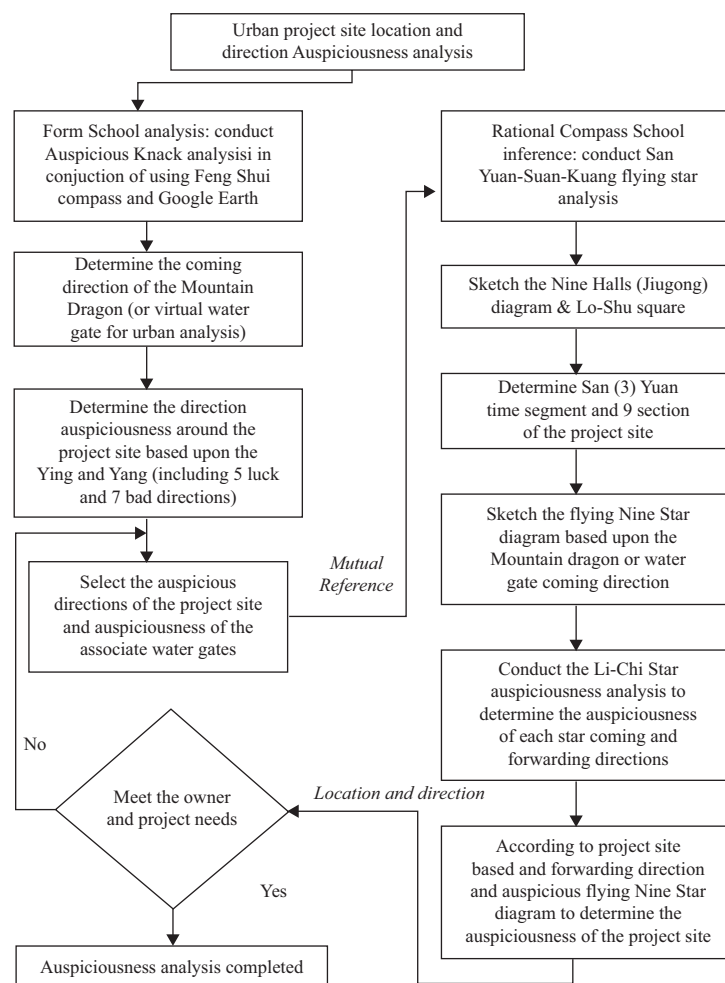 Urban project site location and
direction Auspiciousness analysis
Form School analysis: conduct
Auspicious Knack analysisi in
conjuction of using Feng Shui
compass and Google Earth
Determine the coming
direction of the Mountain
Dragon (or virtual water
gate for urban analysis)
Determine the direction
auspiciousness around the
project site based upon the
Ying and Yang (including 5 luck
and 7 bad directions)
Select the auspicious
directions of the project site
and auspiciousness of the
associate water gates
Mutual
Reference
Rational Compass School
inference: conduct San
Yuan-Suan-Kuang flying star
analysis
Sketch the Nine Halls (Jiugong)
diagram & Lo-Shu square
Determine San (3) Yuan
time segment and 9 section
of the project site
Sketch the flying Nine Star
diagram based upon the
Mountain dragon or water
gate coming direction
Conduct the Li-Chi Star
auspiciousness analysis to
determine the auspiciousness
of each star coming and
forwarding directions
According to project site
based and forwarding direction
and auspicious flying Nine Star
diagram to determine the
auspiciousness of the project site
Location and direction
Meet the owner
and project needs
No
Yes
Auspiciousness analysis completed